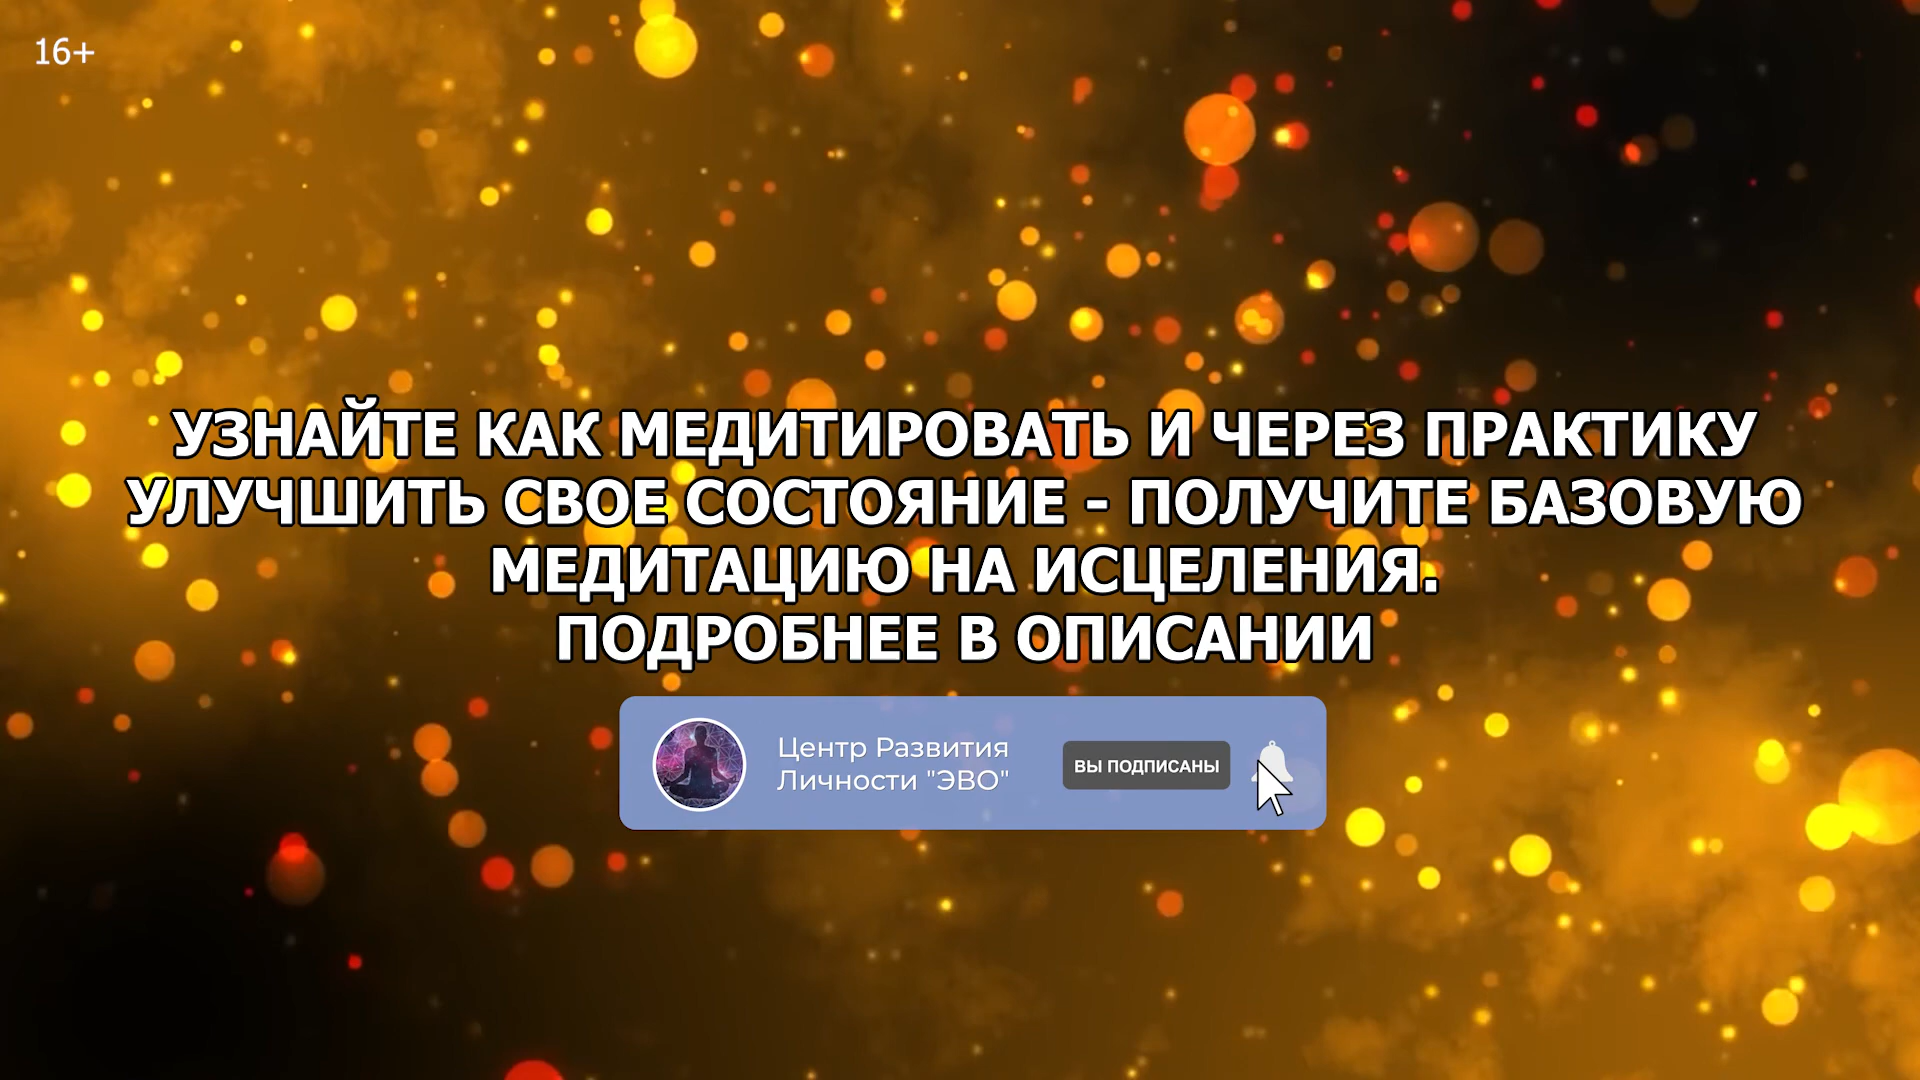 16+
УЗНАЙТЕ КАК МЕДИТИРОВАТЬ И ЧЕРЕЗ ПРАКТИКУ
УЛУЧШИТЬ СВОЕ СОСТОЯНИЕ - ПОЛУЧИТЕ БАЗОВУЮ
МЕДИТАЦИЮ НА ИСЦЕЛЕНИЯ.
ПОДРОБНЕЕ В ОПИСАНИИ
Центр Развития
Личности "ЭВО"
ВЫ ПОДПИСАНЫ